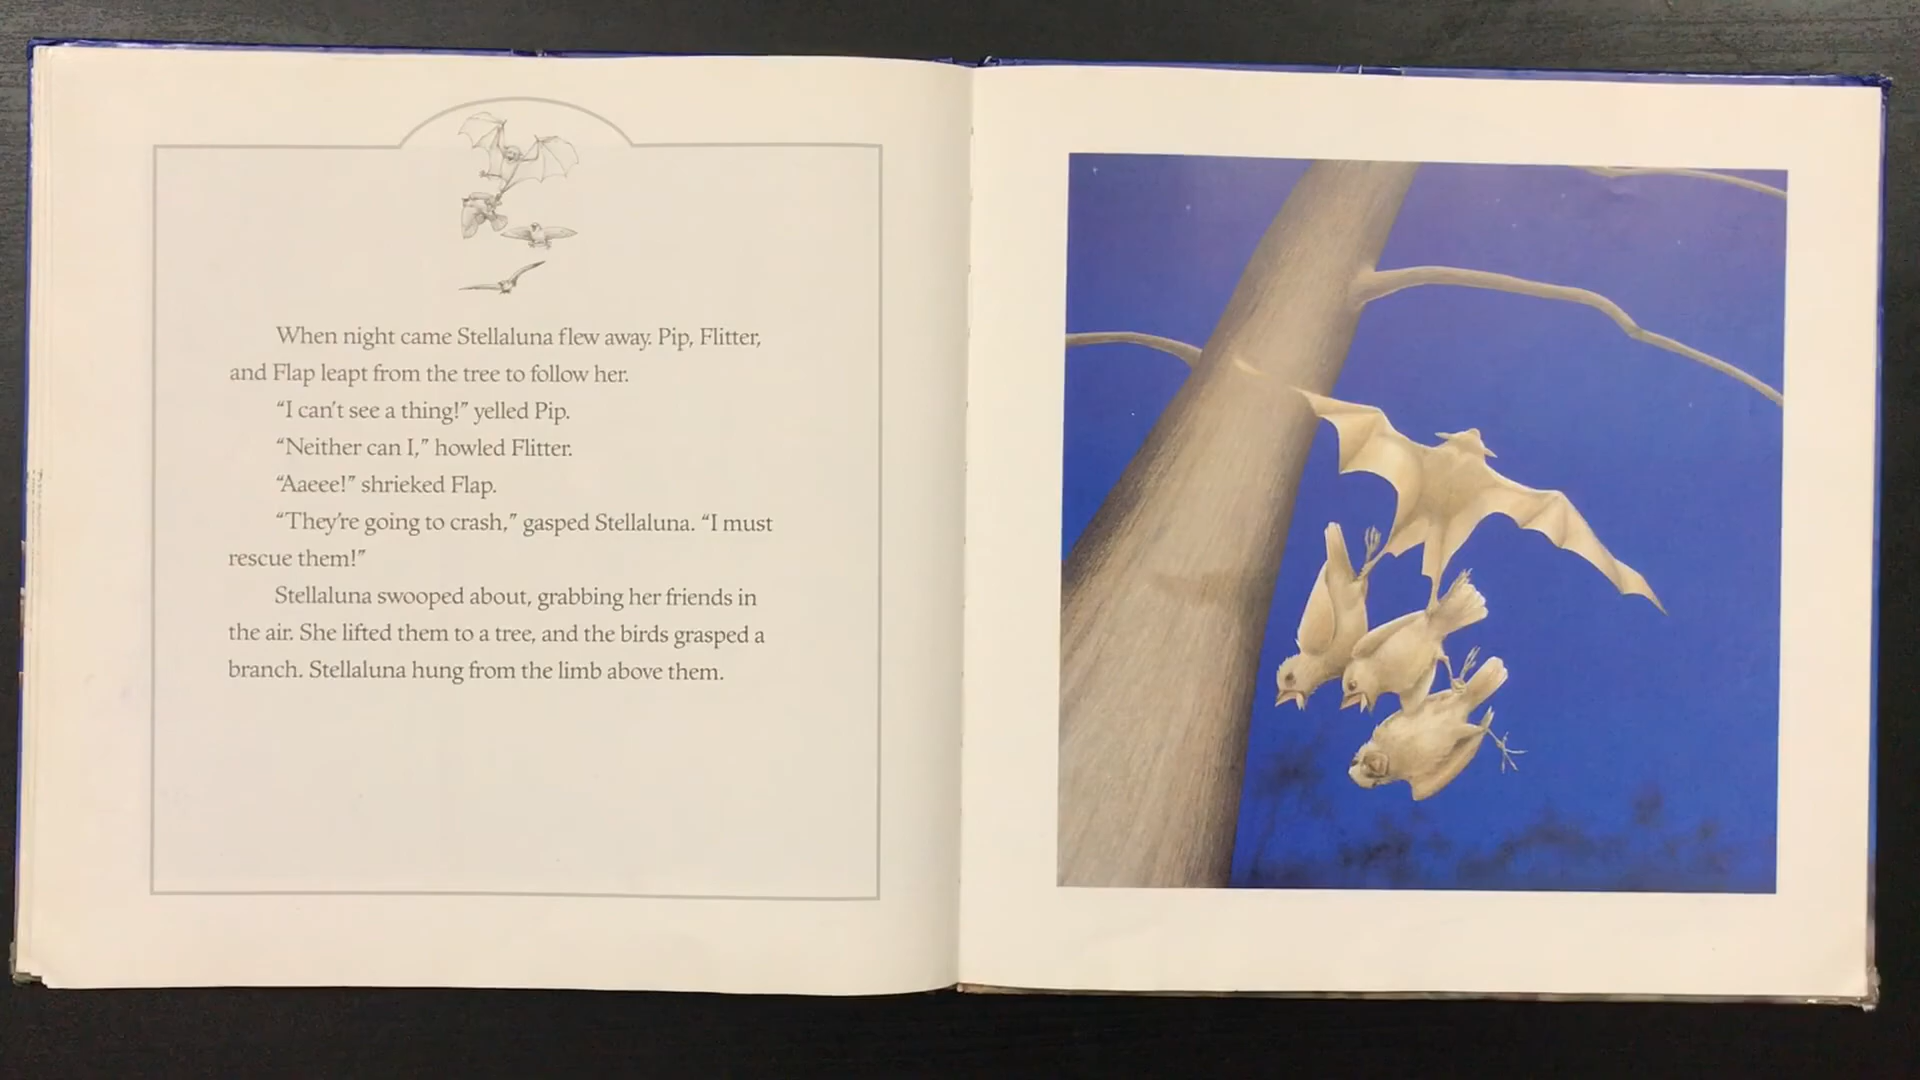 When night came Stellaluna flew away. Pip, Flitter,
and Flap leapt from the tree to follow her.
“I can't see a thing!” yelled Pip.
“Neither can I,” howled Flitter.
“Aaeee!” shrieked Flap.
“They're going to crash,” gasped Stellaluna. “I must
rescue them!”
Stellaluna swooped about, grabbing her friends in
the air. She lifted them to a tree, and the birds grasped a
branch. Stellaluna hung from the limb above them.